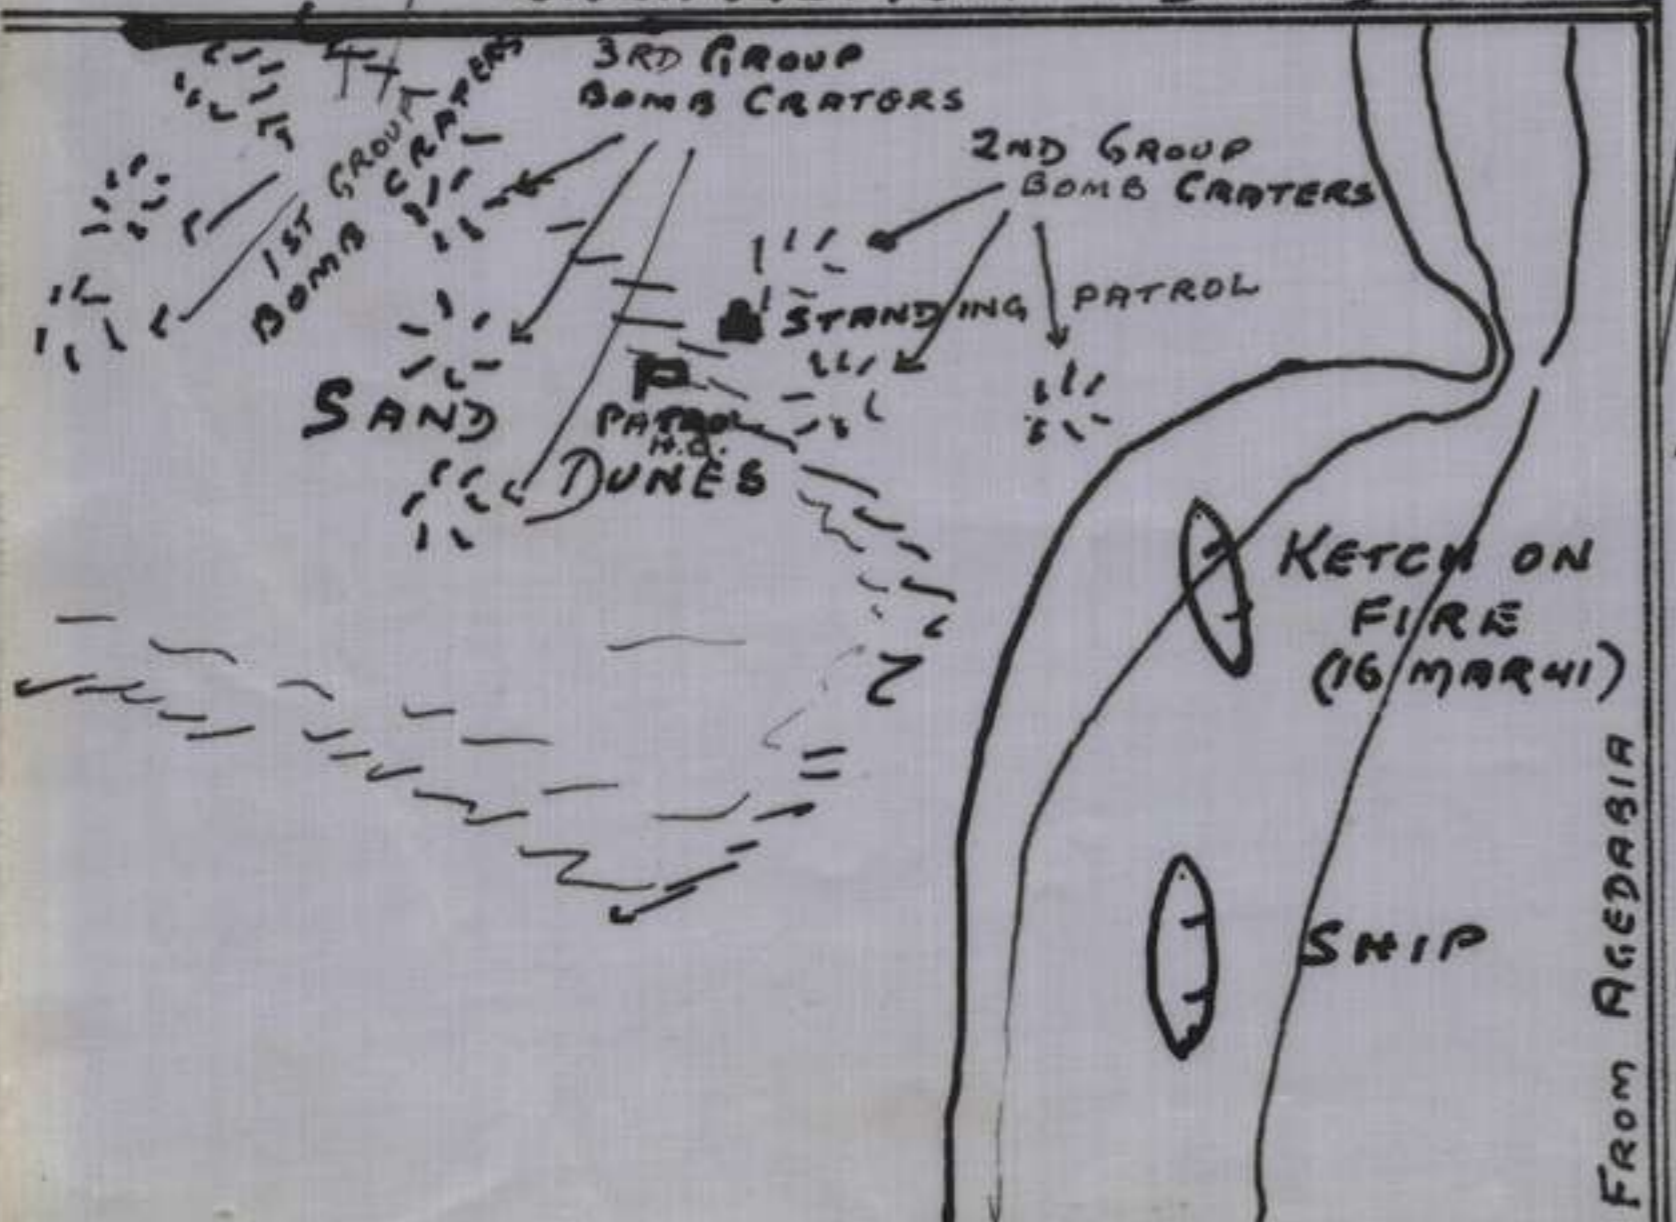 3RD GROUP
BOMB CRATERS
1ST GROUP
BOMB CRATERS
2ND GROUP
BOMB CRATERS
STANDING PATROL
SAND
PATROL
H.Q.
DUNES
KETCH ON
FIRE
(16 MAR 41)
SHIP
FROM AGEDABIA